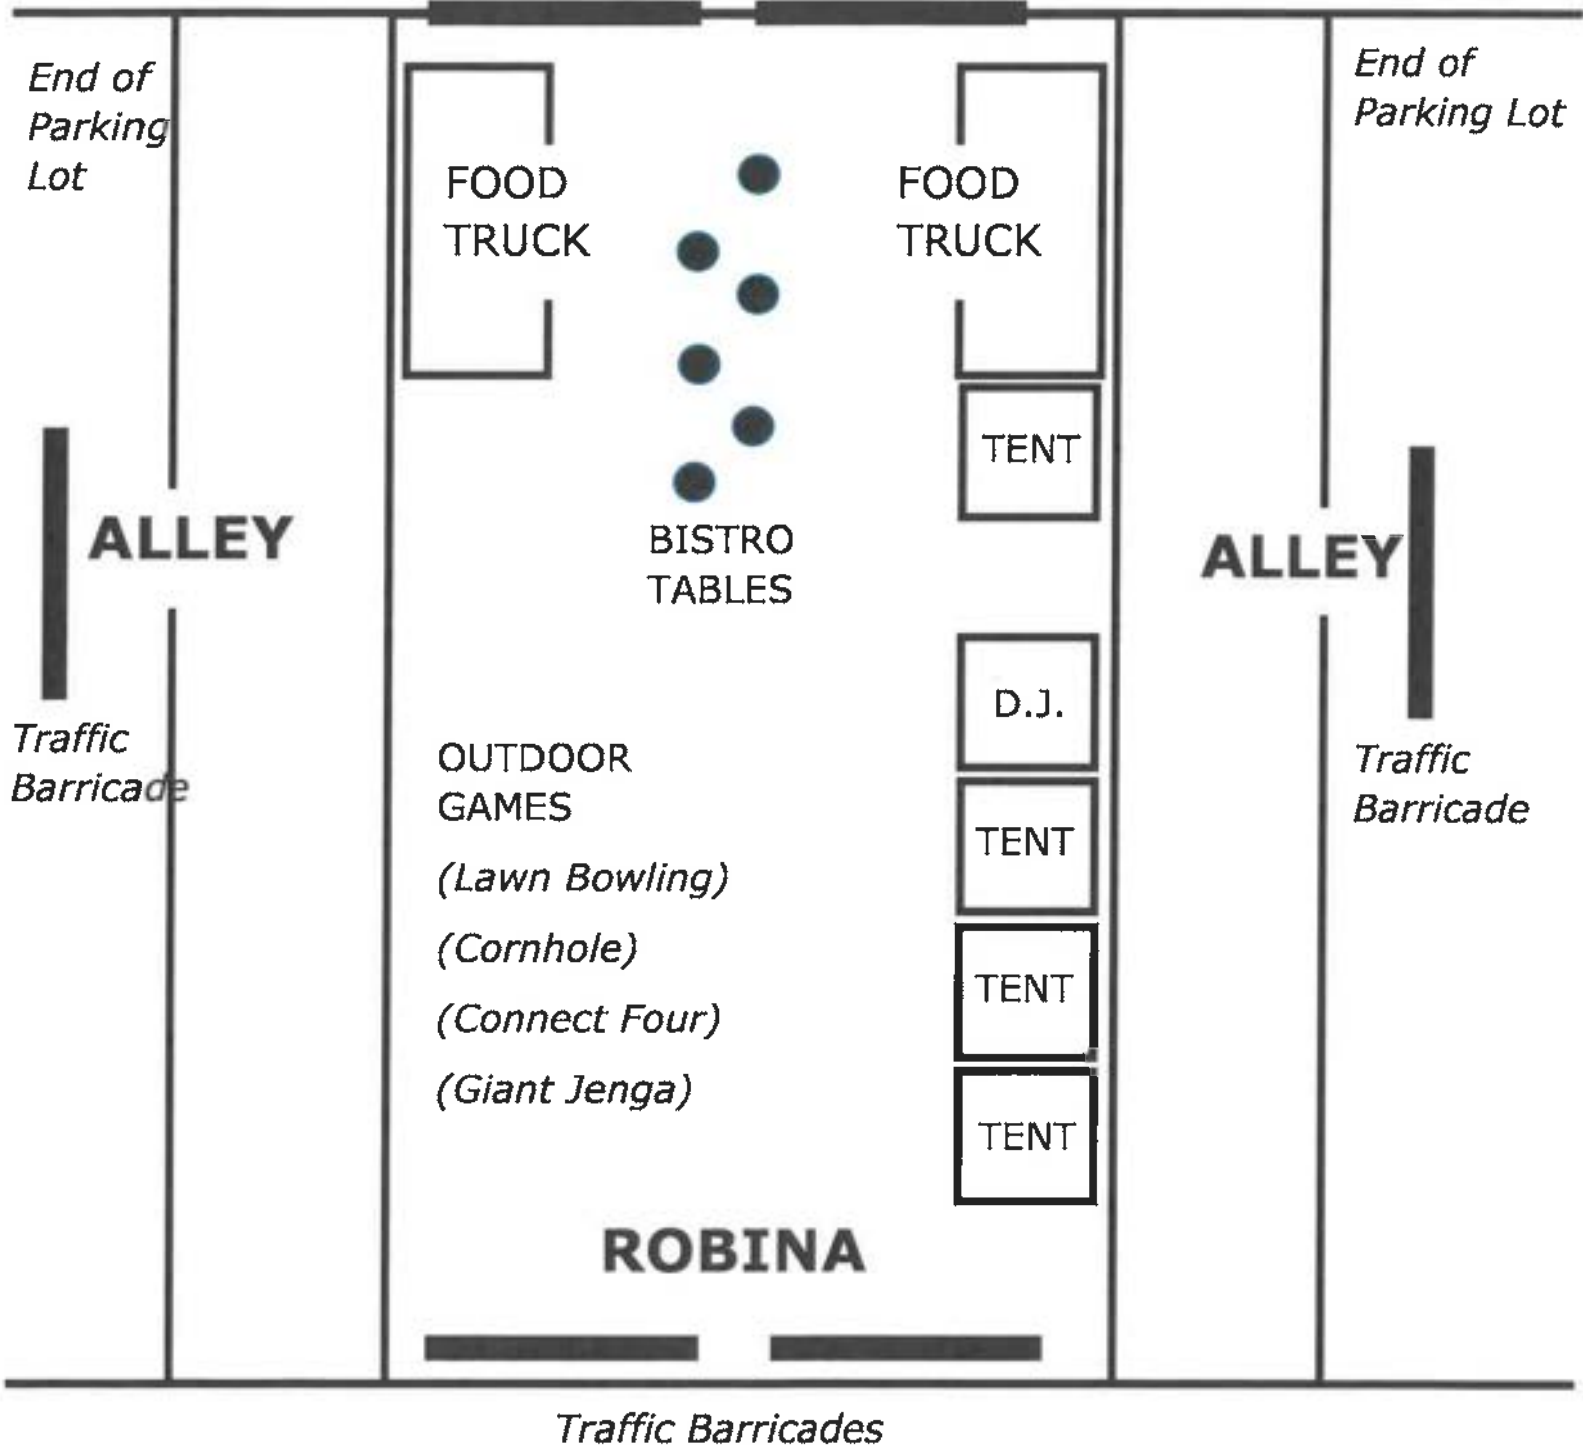 End of
Parking
Lot
End of
Parking Lot
FOOD
TRUCK
FOOD
TRUCK
TENT
ALLEY
BISTRO
TABLES
ALLEY
D.J.
Traffic
Barricade
OUTDOOR
GAMES
(Lawn Bowling)
(Cornhole)
(Connect Four)
(Giant Jenga)
Traffic
Barricade
TENT
TENT
TENT
ROBINA
Traffic Barricades